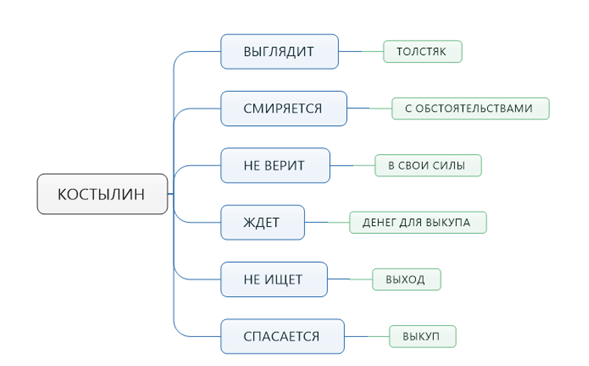 КОСТЫЛИН
ВЫГЛЯДИТ
ТОЛСТЯК
СМИРЯЕТСЯ
С ОБСТОЯТЕЛЬСТВАМИ
НЕ ВЕРИТ
В СВОИ СИЛЫ
ЖДЕТ
ДЕНЕГ ДЛЯ ВЫКУПА
НЕ ИЩЕТ
ВЫХОД
СПАСАЕТСЯ
ВЫКУП